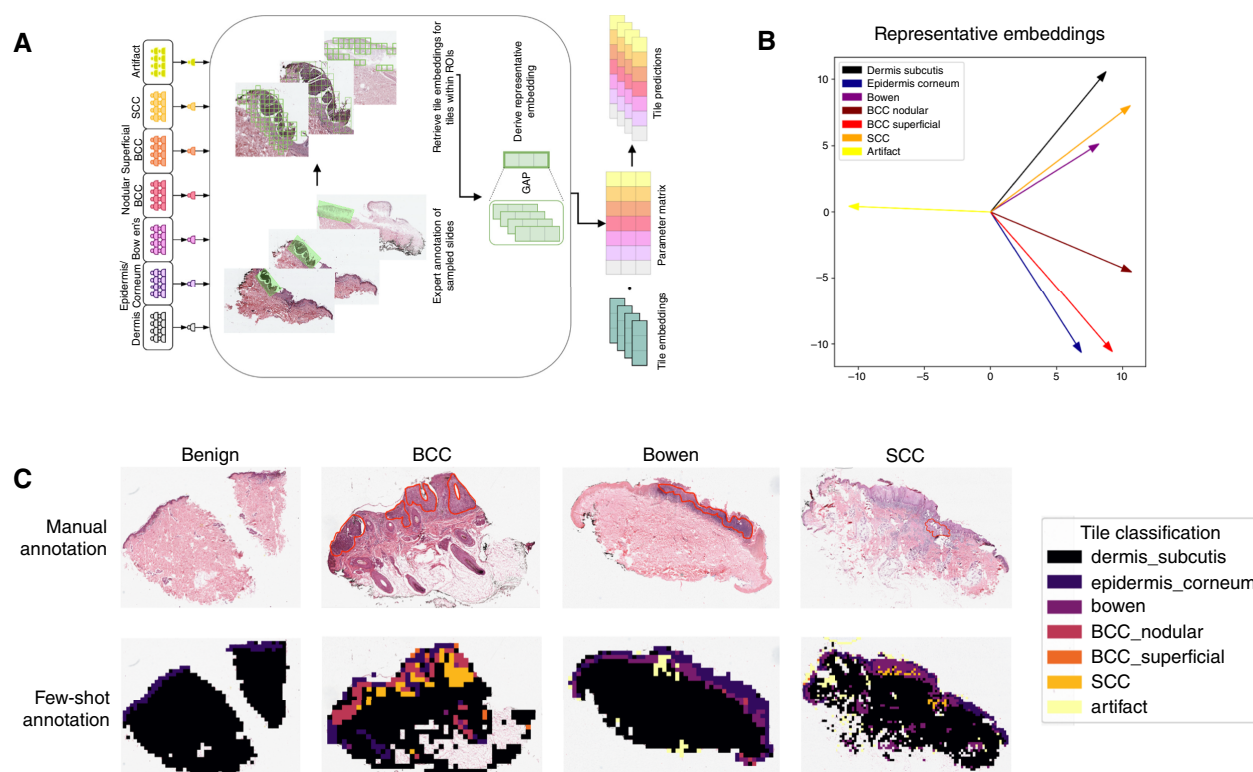 A
Artifact
SCC
Superficial
BCC
Nodular
BCC
Bow en's
Epidermis/
Corneum
Dermis
Retrieve tile embeddings for
tiles within ROIs
Expert annotation of
sampled slides
Derive representative
embedding
GAP
Tile predictions
Parameter matrix
Tile embeddings
B
Representative embeddings
Dermis subcutis
Epidermis corneum
Bowen
BCC nodular
BCC superficial
SCC
Artifact
10
5
0
−5
−10
−10
−5
0
5
10
C
Benign
BCC
Bowen
SCC
Manual
annotation
Few-shot
annotation
Tile classification
dermis_subcutis
epidermis_corneum
bowen
BCC_nodular
BCC_superficial
SCC
artifact